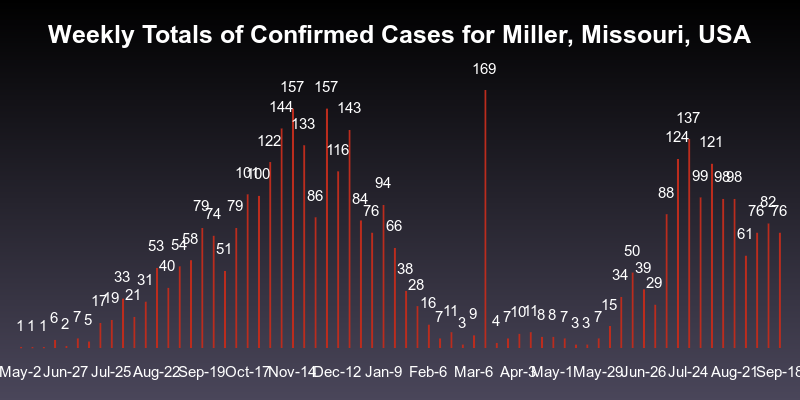 Weekly Totals of Confirmed Cases for Miller, Missouri, USA
1 1 1 6 2 7 5 17 19 33 21 31 53 40 54 58 79 74 51 79 101 100 122 144 157 133 86 157 116 143 84 76 94 66 38 28 16 7 11 3 9 169 4 7 10 11 8 8 7 3 3 7 15 34 50 39 29 88 124 137 99 121 98 98 61 76 82 76
May-2 Jun-27 Jul-25 Aug-22 Sep-19 Oct-17 Nov-14 Dec-12 Jan-9 Feb-6 Mar-6 Apr-3 May-1 May-29 Jun-26 Jul-24 Aug-21 Sep-18